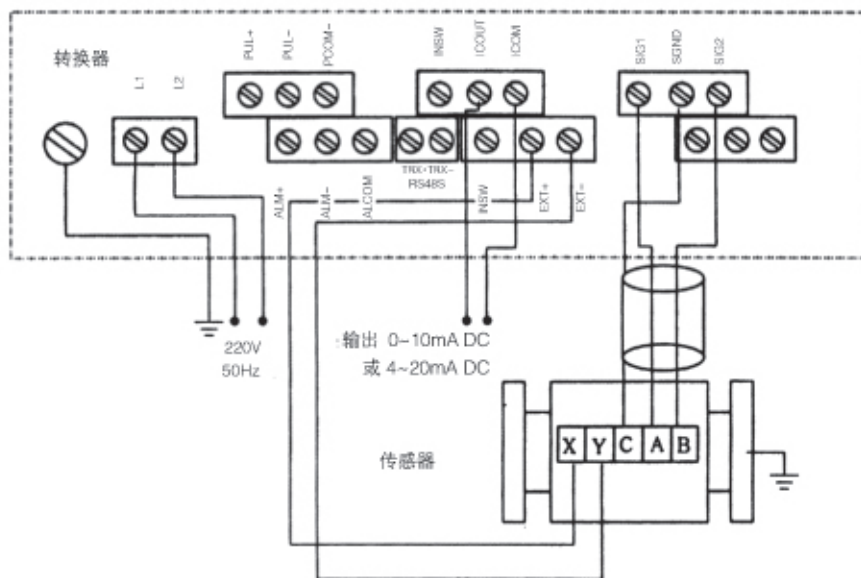 转换器
L1
L2
PUL+
PUL-
PCOM-
INSW
ICOUT
ICOM
SIG1
SGND
SIG2
TRX+TRX-
RS485
ALM+
ALM-
ALCOM
INSW
EXT+
EXT-
220V
50Hz
输出 0~10mA DC
或 4~20mA DC
传感器
X Y C A B